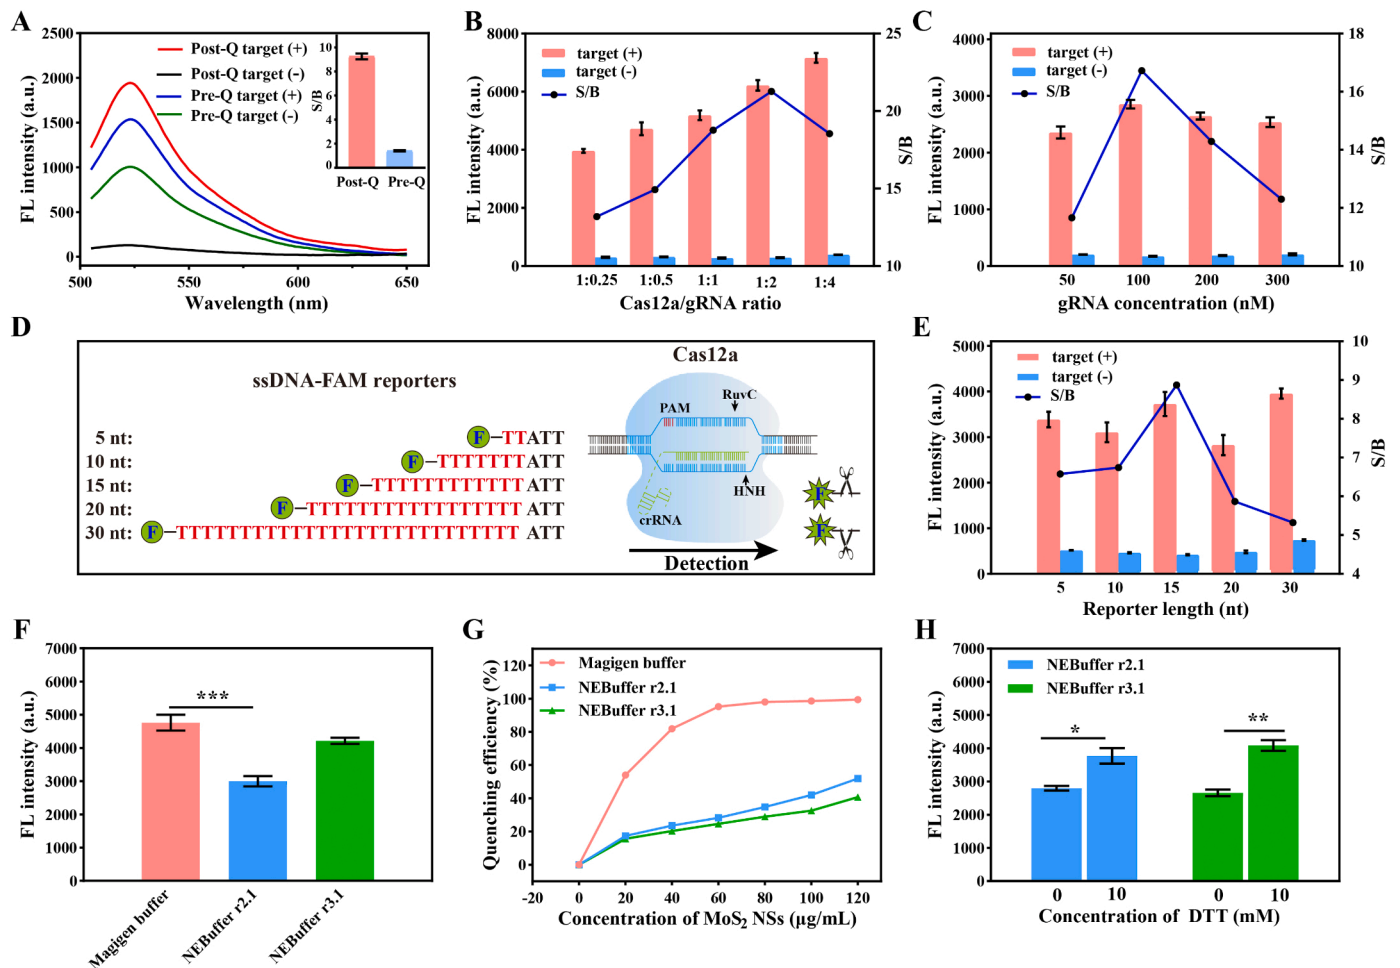 A
FL intensity (a.u.)
2500
2000
1500
1000
500
0
500
550
600
650
Wavelength (nm)
Post-Q target (+)
Post-Q target (-)
Pre-Q target (+)
Pre-Q target (-)
S/B
10
8
6
4
2
0
Post-Q Pre-Q
B
FL intensity (a.u.)
8000
6000
4000
2000
0
target (+)
target (-)
S/B
25
20
15
10
S/B
1:0.25 1:0.5 1:1 1:2 1:4
Cas12a/gRNA ratio
C
FL intensity (a.u.)
4000
3000
2000
1000
0
target (+)
target (-)
S/B
18
16
14
12
10
S/B
50 100 200 300
gRNA concentration (nM)
D
ssDNA-FAM reporters
5 nt: F TTATT
10 nt: F TTTTTTTATT
15 nt: F TTTTTTTTTTTTATT
20 nt: F TTTTTTTTTTTTTTTTTATT
30 nt: F TTTTTTTTTTTTTTTTTTTTTTTTTTT ATT
Cas12a
PAM
RuvC
HNH
crRNA
F
F
Detection
E
FL intensity (a.u.)
5000
4000
3000
2000
1000
0
target (+)
target (-)
S/B
10
9
8
7
6
5
4
S/B
5 10 15 20 30
Reporter length (nt)
F
FL intensity (a.u.)
7000
6000
5000
4000
3000
2000
1000
0
***
Magigen buffer
NEBuffer r2.1
NEBuffer r3.1
G
Quenching efficiency (%)
120
100
80
60
40
20
0
Magigen buffer
NEBuffer r2.1
NEBuffer r3.1
-20 0 20 40 60 80 100 120
Concentration of MoS₂ NSs (μg/mL)
H
FL intensity (a.u.)
7000
6000
5000
4000
3000
2000
1000
0
NEBuffer r2.1
NEBuffer r3.1
*
**
0 10 0 10
Concentration of DTT (mM)